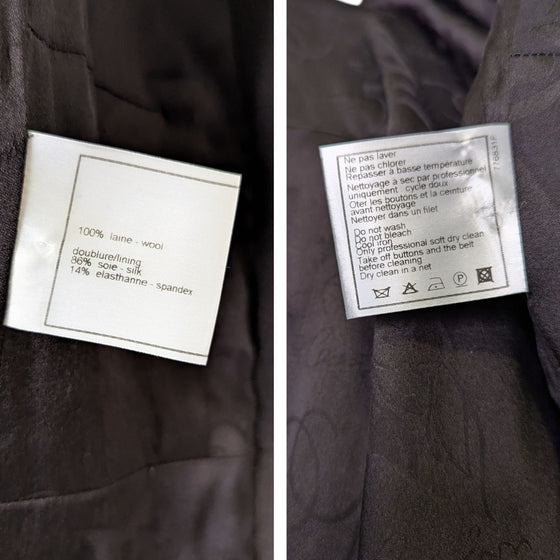 100% laine - wool
doublure/lining
86% soie - silk
14% elasthanne - spandex
Ne pas laver
Ne pas chlorer
Repasser à basse température
Nettoyage à sec par professionnel
uniquement cycle doux
Oter les boutons et la ceinture
avant nettoyage
Nettoyer dans un filet
Do not wash
Do not bleach
Cool iron
Only professional soft dry clean
Take off buttons and the belt
before cleaning
Dry clean in a net
P